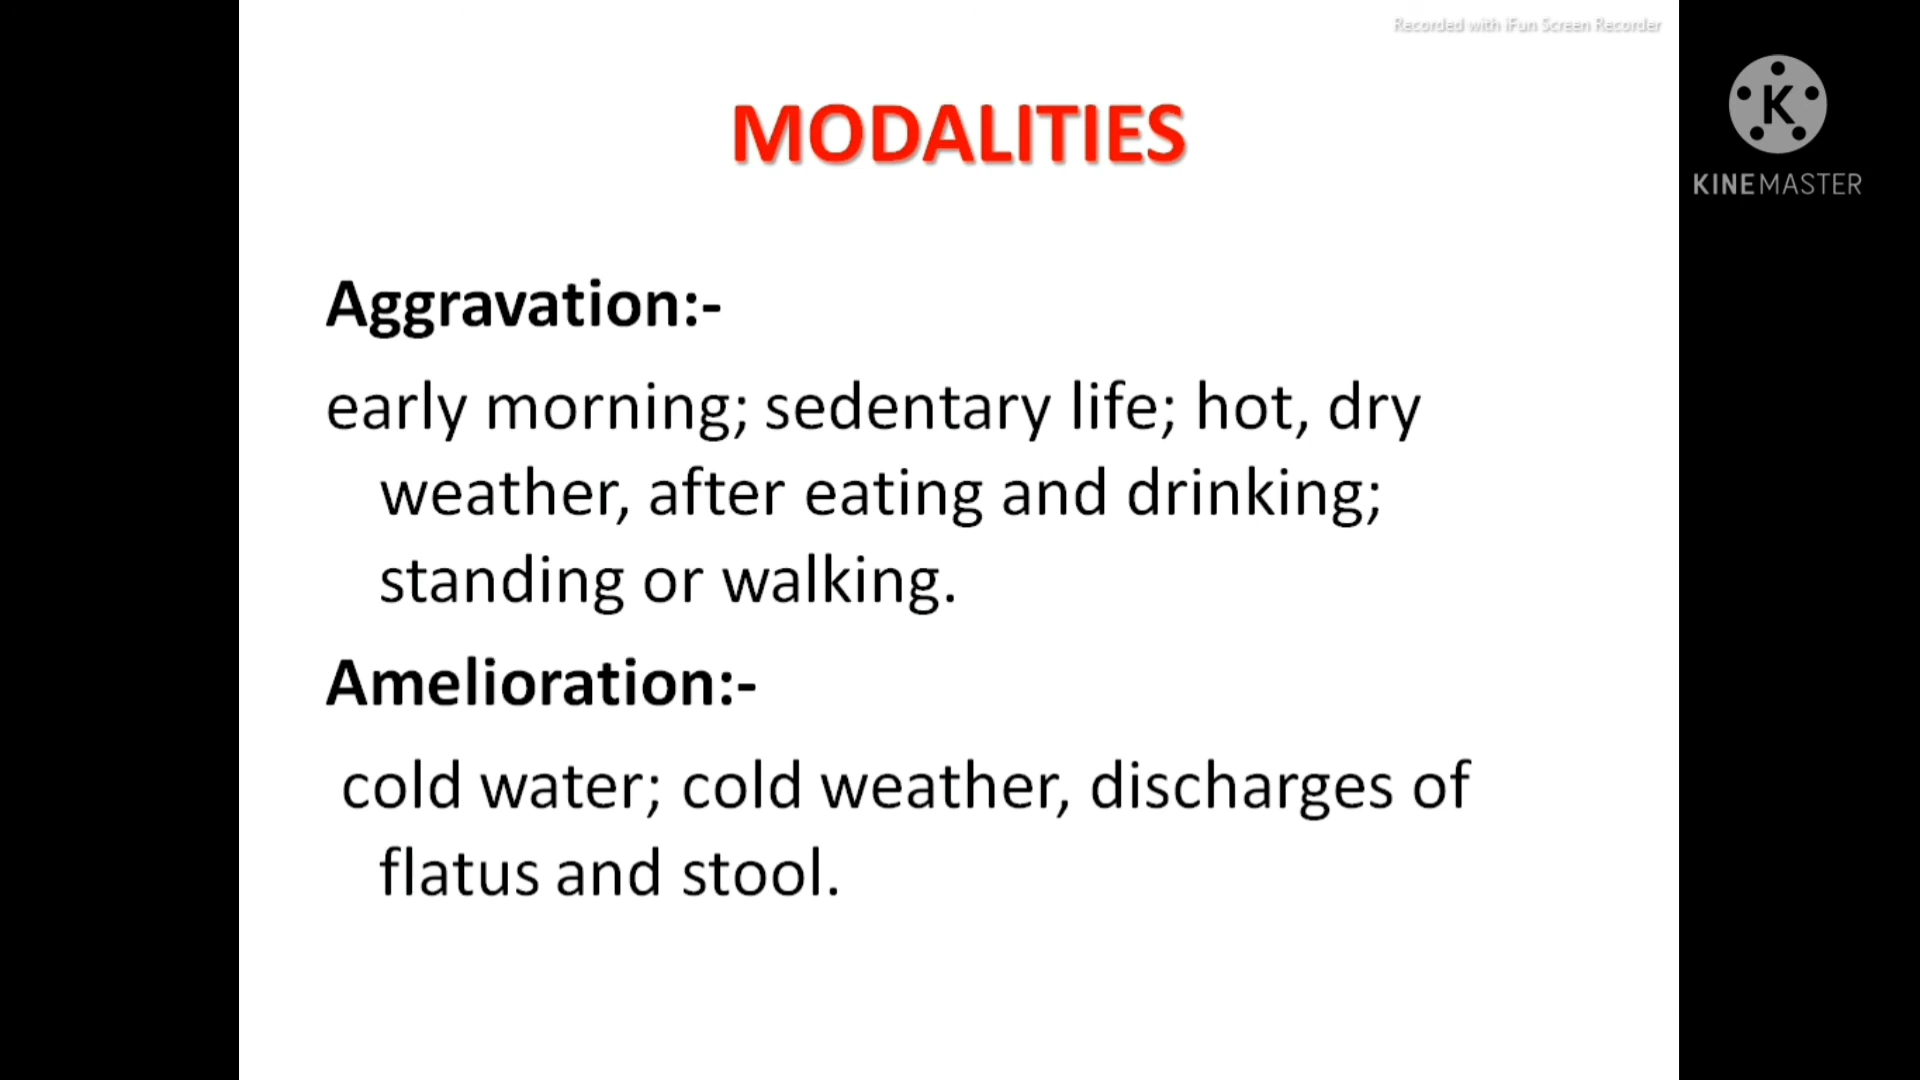 Recorded with iFun Screen Recorder
K
KINEMASTER
MODALITIES
Aggravation:-
early morning; sedentary life; hot, dry
weather, after eating and drinking;
standing or walking.
Amelioration:-
cold water; cold weather, discharges of
flatus and stool.